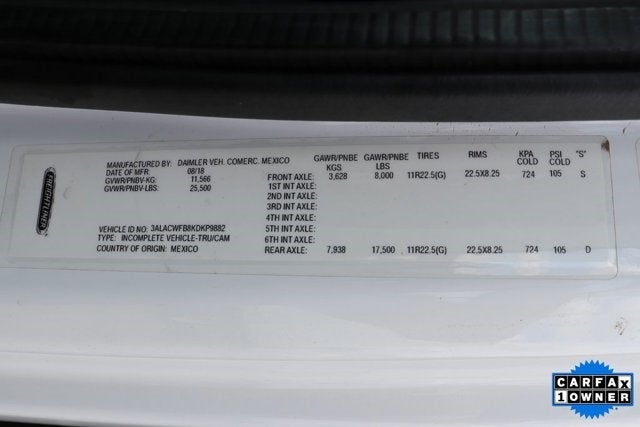 FREIGHTLINER
MANUFACTURED BY: DAIMLER VEH. COMERC. MEXICO
DATE OF MFR: 08/18
GVWR/PNBV-KG: 11,566
GVWR/PNBV-LBS: 25,500
VEHICLE ID NO: 3ALACWFB8KDKP9882
TYPE: INCOMPLETE VEHICLE-TRU/CAM
COUNTRY OF ORIGIN: MEXICO
GAWR/PNBE KGS GAWR/PNBE LBS TIRES RIMS KPA COLD PSI COLD "S"
FRONT AXLE: 3,628 8,000 11R22.5(G) 22.5X8.25 724 105 S
1ST INT AXLE:
2ND INT AXLE:
3RD INT AXLE:
4TH INT AXLE:
5TH INT AXLE:
6TH INT AXLE:
REAR AXLE: 7,938 17,500 11R22.5(G) 22.5X8.25 724 105 D
CARFAX
1 OWNER